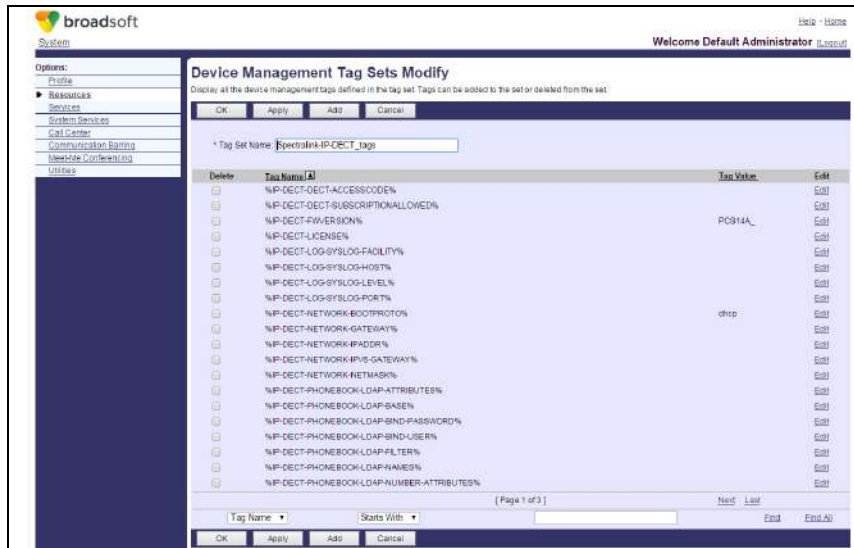 broadsoft
Help - Home
System
Welcome Default Administrator [Logout]
Options:
Profile
Resources
Services
System Services
Call Center
Communication Barring
Meet-Me Conferencing
Utilities
Device Management Tag Sets Modify
Display all the device management tags defined in the tag set. Tags can be added to the set or deleted from the set.
OK Apply Add Cancel
* Tag Set Name: Spectralink-IP-DECT_tags
Delete Tag Name Tag Value Edit
%IP-DECT-DECT-ACCESSCODE% Edit
%IP-DECT-DECT-SUBSCRIPTIONALLOWED% Edit
%IP-DECT-FWVERSION% PCS14A_ Edit
%IP-DECT-LICENSE% Edit
%IP-DECT-LOG-SYSLOG-FACILITY% Edit
%IP-DECT-LOG-SYSLOG-HOST% Edit
%IP-DECT-LOG-SYSLOG-LEVEL% Edit
%IP-DECT-LOG-SYSLOG-PORT% Edit
%IP-DECT-NETWORK-BOOTPROTO% dhcp Edit
%IP-DECT-NETWORK-GATEWAY% Edit
%IP-DECT-NETWORK-IPADDR% Edit
%IP-DECT-NETWORK-IPV6-GATEWAY% Edit
%IP-DECT-NETWORK-NETMASK% Edit
%IP-DECT-PHONEBOOK-LDAP-ATTRIBUTES% Edit
%IP-DECT-PHONEBOOK-LDAP-BASE% Edit
%IP-DECT-PHONEBOOK-LDAP-BIND-PASSWORD% Edit
%IP-DECT-PHONEBOOK-LDAP-BIND-USER% Edit
%IP-DECT-PHONEBOOK-LDAP-FILTER% Edit
%IP-DECT-PHONEBOOK-LDAP-NAMES% Edit
%IP-DECT-PHONEBOOK-LDAP-NUMBER-ATTRIBUTES% Edit
[ Page 1 of 3 ] Next Last
Tag Name Starts With Find Find All
OK Apply Add Cancel